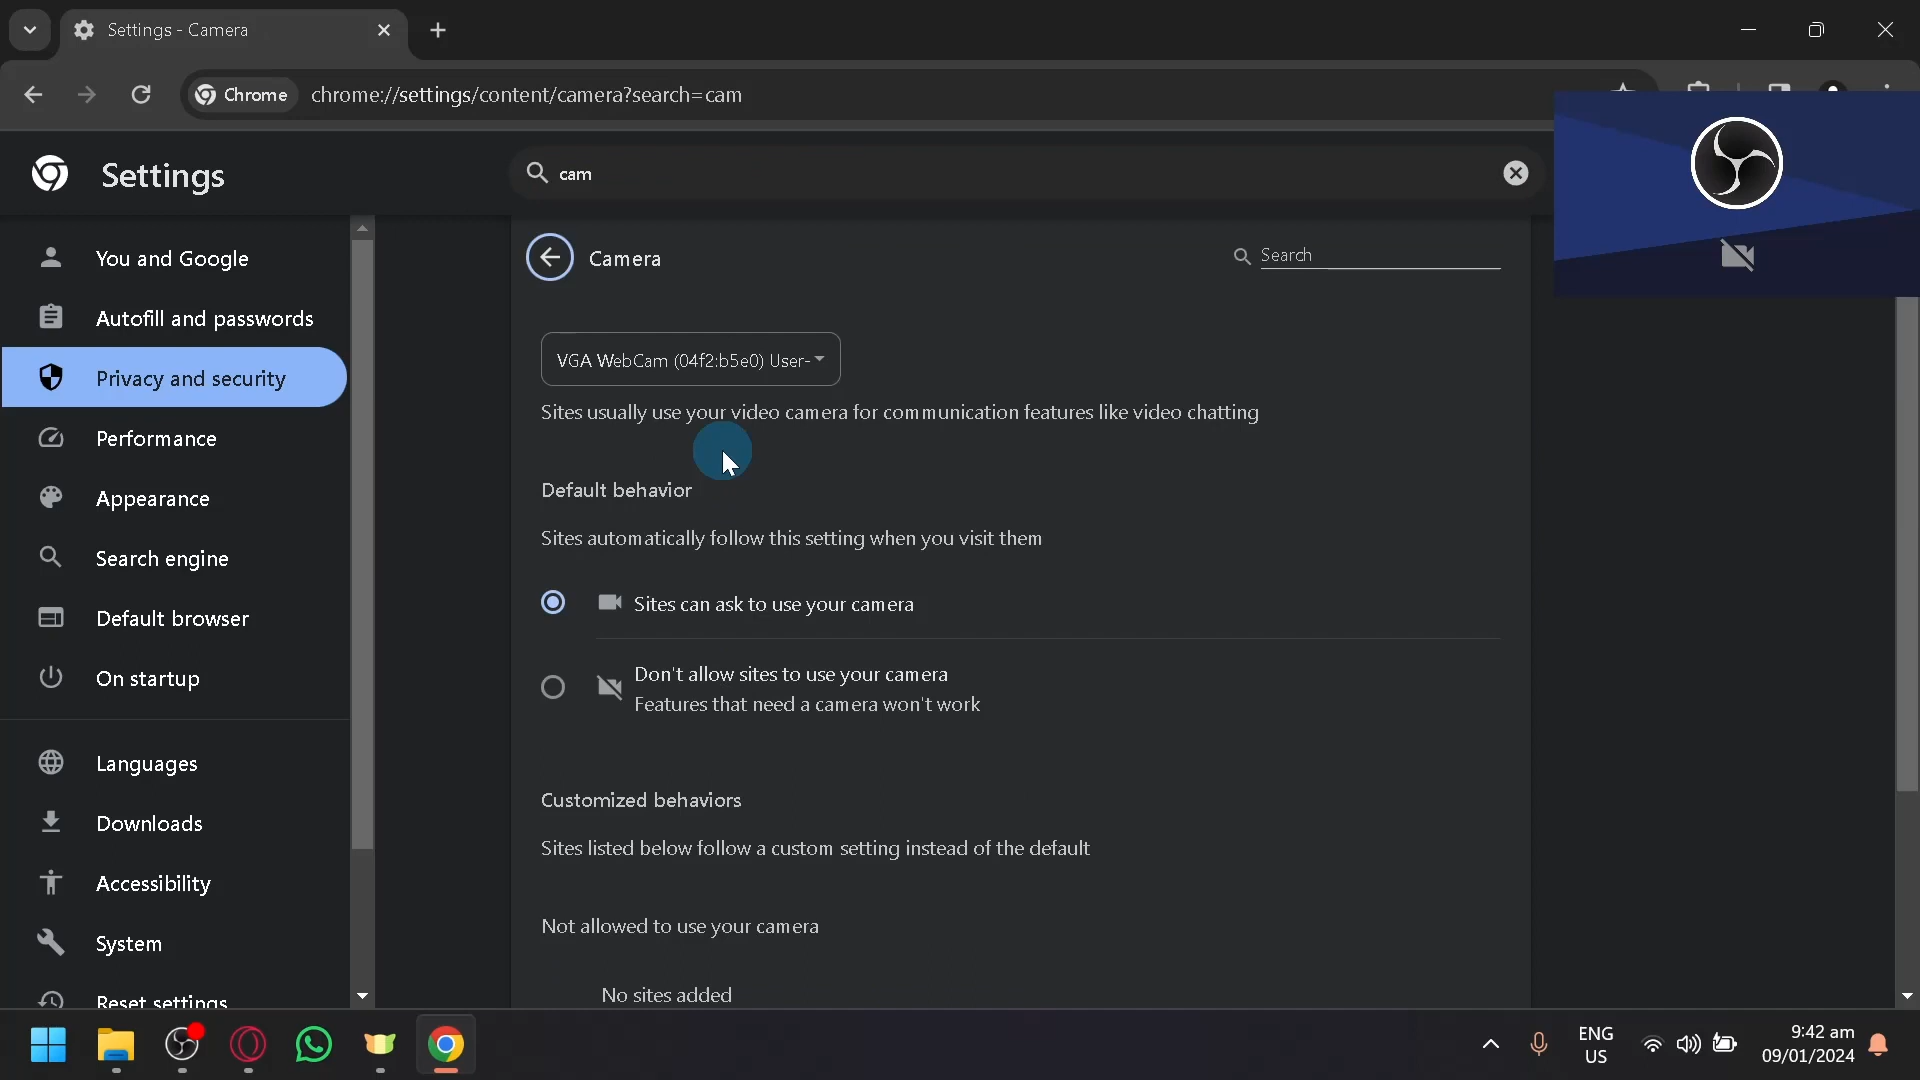 Settings - Camera
Chrome
chrome://settings/content/camera?search=cam
Settings
cam
You and Google
Autofill and passwords
Privacy and security
Performance
Appearance
Search engine
Default browser
On startup
Languages
Downloads
Accessibility
System
Reset settings
Camera
Search
VGA WebCam (04f2:b5e0) User-
Sites usually use your video camera for communication features like video chatting
Default behavior
Sites automatically follow this setting when you visit them
Sites can ask to use your camera
Don't allow sites to use your camera
Features that need a camera won't work
Customized behaviors
Sites listed below follow a custom setting instead of the default
Not allowed to use your camera
No sites added
ENG
US
9:42 am
09/01/2024